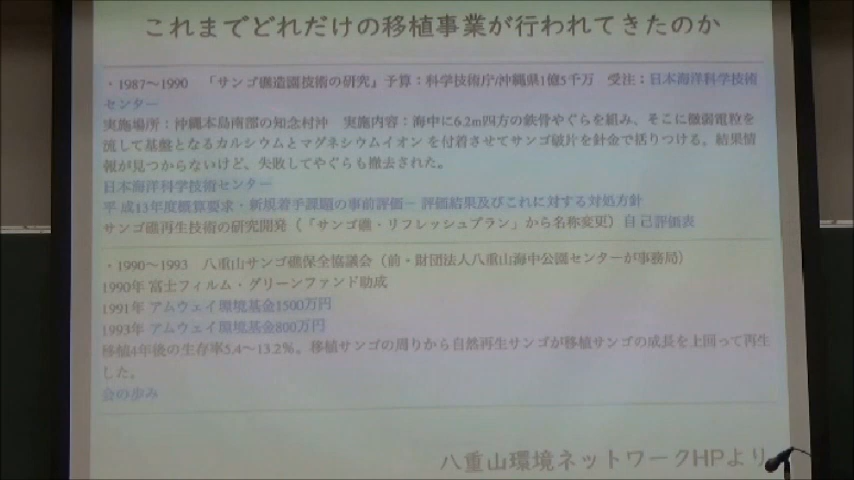 これまでどれだけの移植事業が行われてきたのか
・1987～1990　「サンゴ礁造園技術の研究』予算：科学技術庁/沖縄県1億5千万　受注：日本海洋科学技術
センター
実施場所：沖縄本島南部の知念村沖　実施内容：海中に6.2m四方の鉄骨やぐらを組み、そこに微弱電粒を
流して基盤となるカルシウムとマグネシウムイオンを付着させてサンゴ破片を針金で括りつける。結果情
報が見つからないけど、失敗してやぐらも撤去された。
日本海洋科学技術センター
平成13年度概算要求・新規着手課題の事前評価－ 評価結果及びこれに対する対処方針
サンゴ礁再生技術の研究開発（「サンゴ礁・リフレッシュプラン」から名称変更）自己評価表
・1990～1993　八重山サンゴ礁保全協議会（前・財団法人八重山海中公園センターが事務局）
1990年 富士フィルム・グリーンファンド助成
1991年 アムウェイ環境基金1500万円
1993年 アムウェイ環境基金800万円
移植4年後の生存率5.4～13.2%。移植サンゴの周りから自然再生サンゴが移植サンゴの成長を上回って再生
した。
会の歩み
八重山環境ネットワークHPより